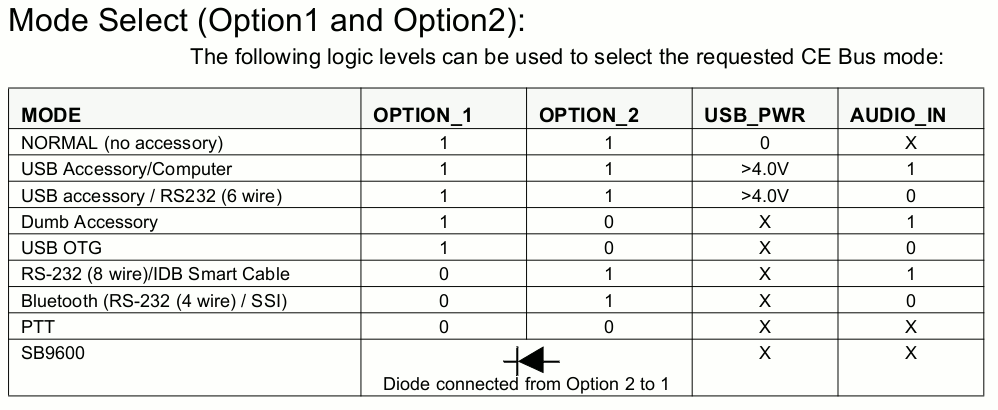 Mode Select (Option1 and Option2):
The following logic levels can be used to select the requested CE Bus mode:
MODE OPTION_1 OPTION_2 USB_PWR AUDIO_IN
NORMAL (no accessory) 1 1 0 X
USB Accessory/Computer 1 1 >4.0V 1
USB accessory / RS232 (6 wire) 1 1 >4.0V 0
Dumb Accessory 1 0 X 1
USB OTG 1 0 X 0
RS-232 (8 wire)/IDB Smart Cable 0 1 X 1
Bluetooth (RS-232 (4 wire) / SSI) 0 1 X 0
PTT 0 0 X X
SB9600 X X
Diode connected from Option 2 to 1